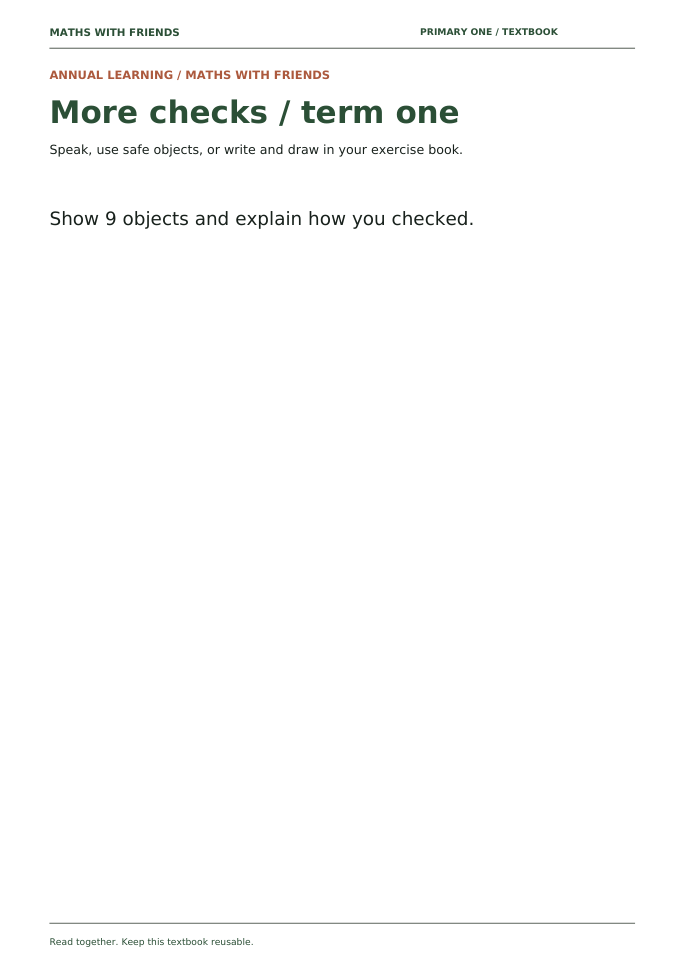 MATHS WITH FRIENDS
PRIMARY ONE / TEXTBOOK
ANNUAL LEARNING / MATHS WITH FRIENDS
More checks / term one
Speak, use safe objects, or write and draw in your exercise book.
Show 9 objects and explain how you checked.
Read together. Keep this textbook reusable.